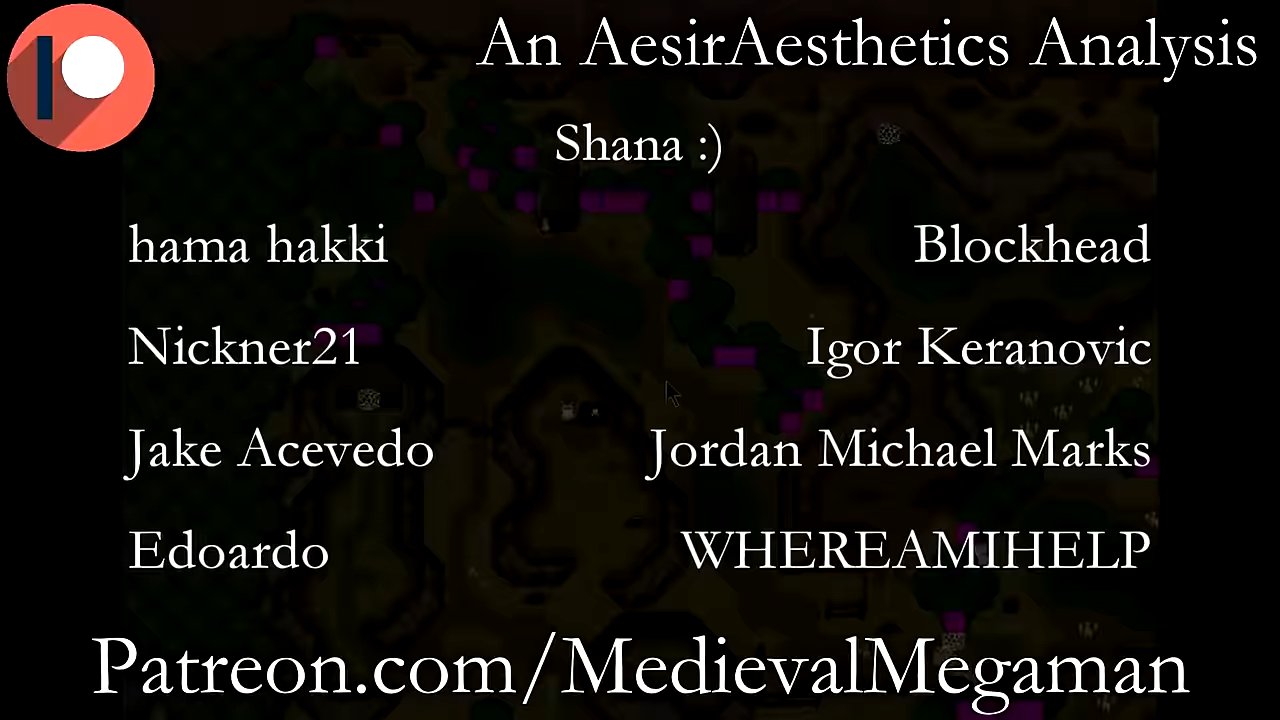 An AesirAesthetics Analysis
Shana :)
hama hakki
Blockhead
Nickner21
Igor Keranovic
Jake Acevedo
Jordan Michael Marks
Edoardo
WHEREAMIHELP
Patreon.com/MedievalMegaman